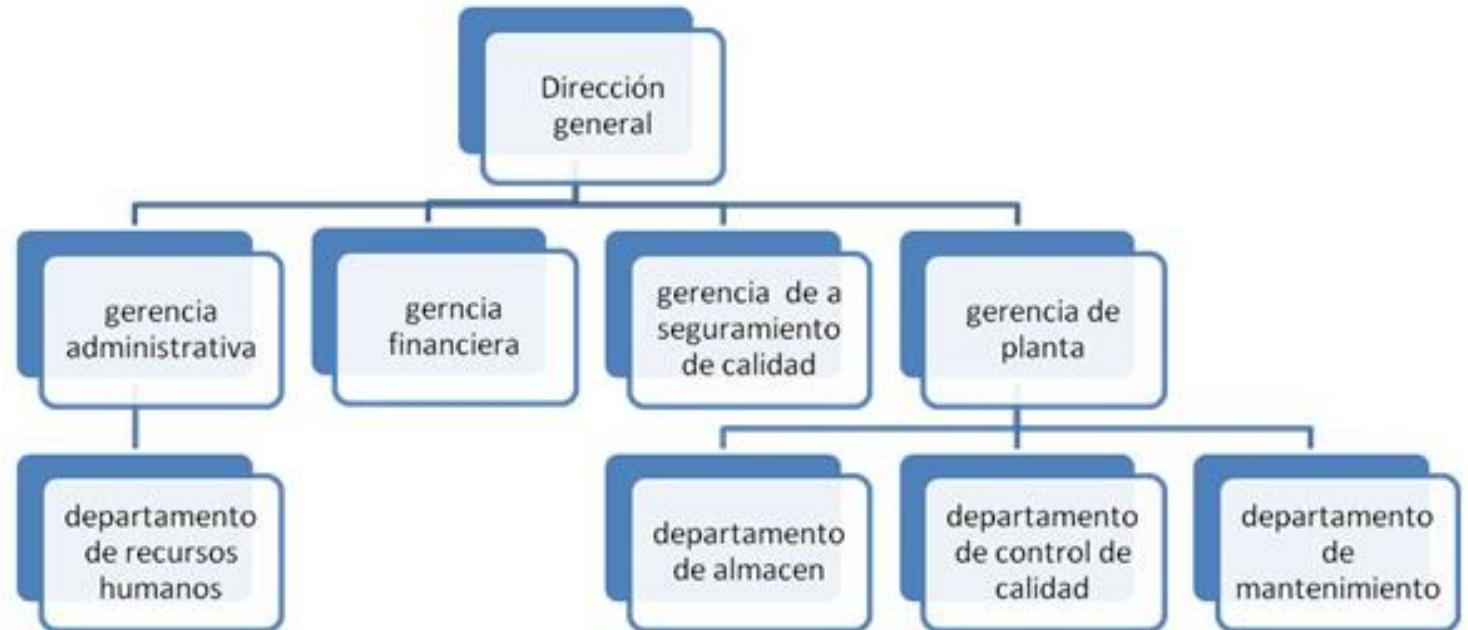 Dirección
general
gerencia
administrativa
gerncia
financiera
gerencia de a
seguramiento
de calidad
gerencia de
planta
departamento
de recursos
humanos
departamento
de almacen
departamento
de control de
calidad
departamento
de
mantenimiento